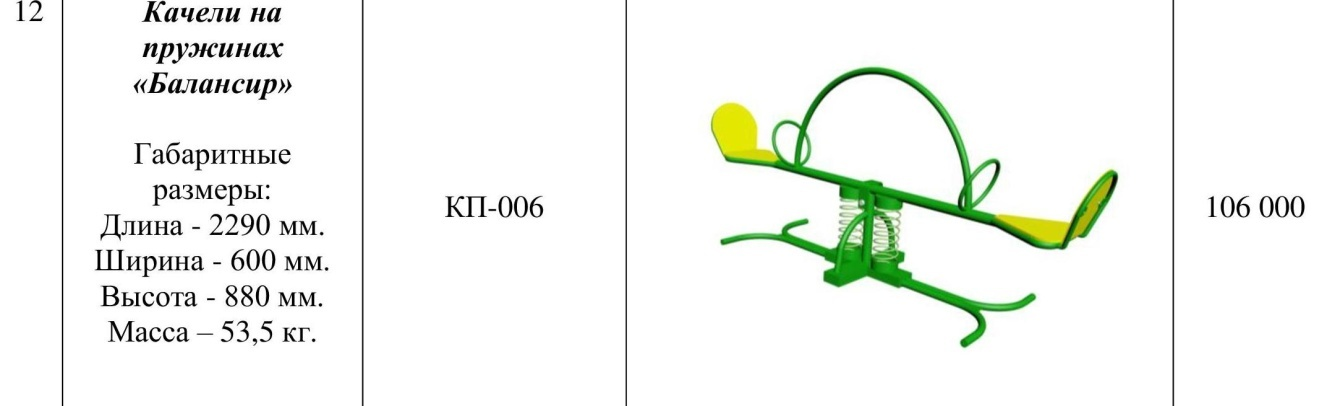 12
Качели на
пружинах
«Балансир»
Габаритные
размеры:
Длина - 2290 мм.
Ширина - 600 мм.
Высота - 880 мм.
Масса – 53,5 кг.
КП-006
106 000